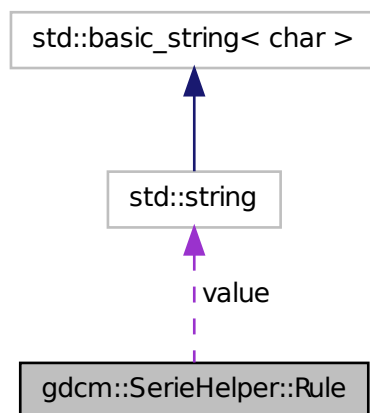 std::basic_string< char >
std::string
value
gdcm::SerieHelper::Rule